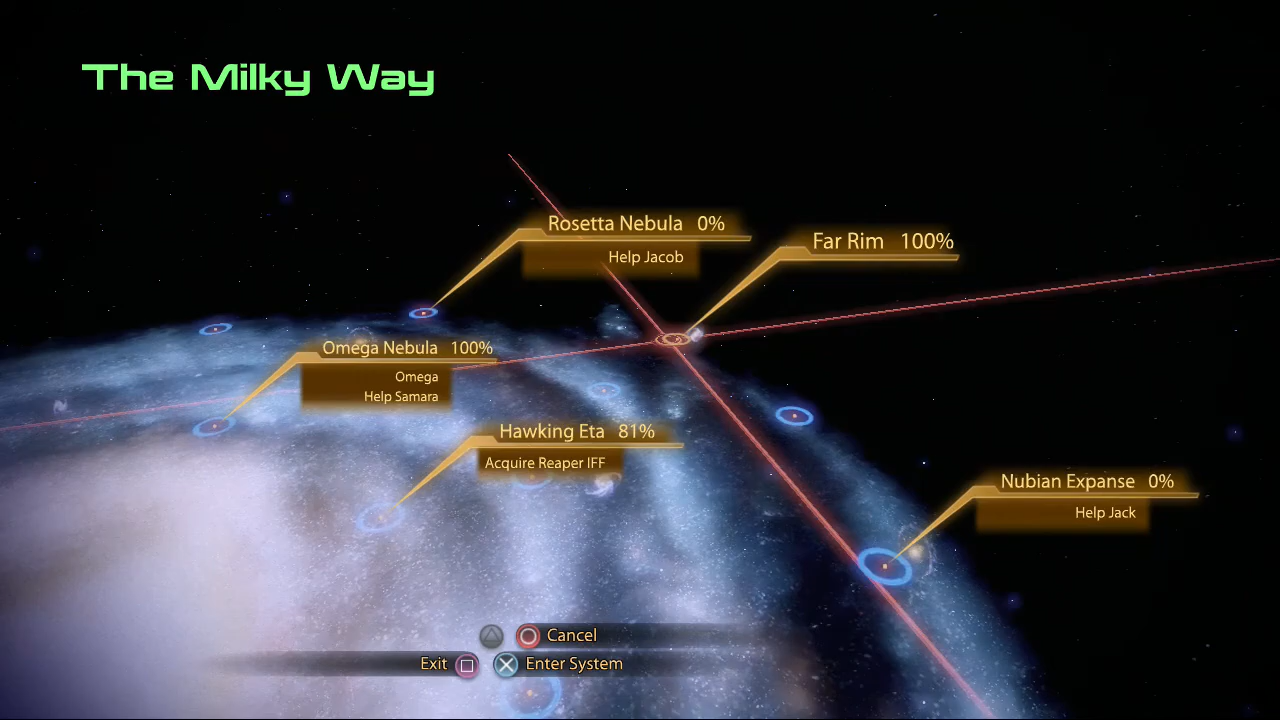 The Milky Way
Rosetta Nebula 0%
Help Jacob
Far Rim 100%
Omega Nebula 100%
Omega
Help Samara
Hawking Eta 81%
Acquire Reaper IFF
Nubian Expanse 0%
Help Jack
Cancel
Exit
Enter System